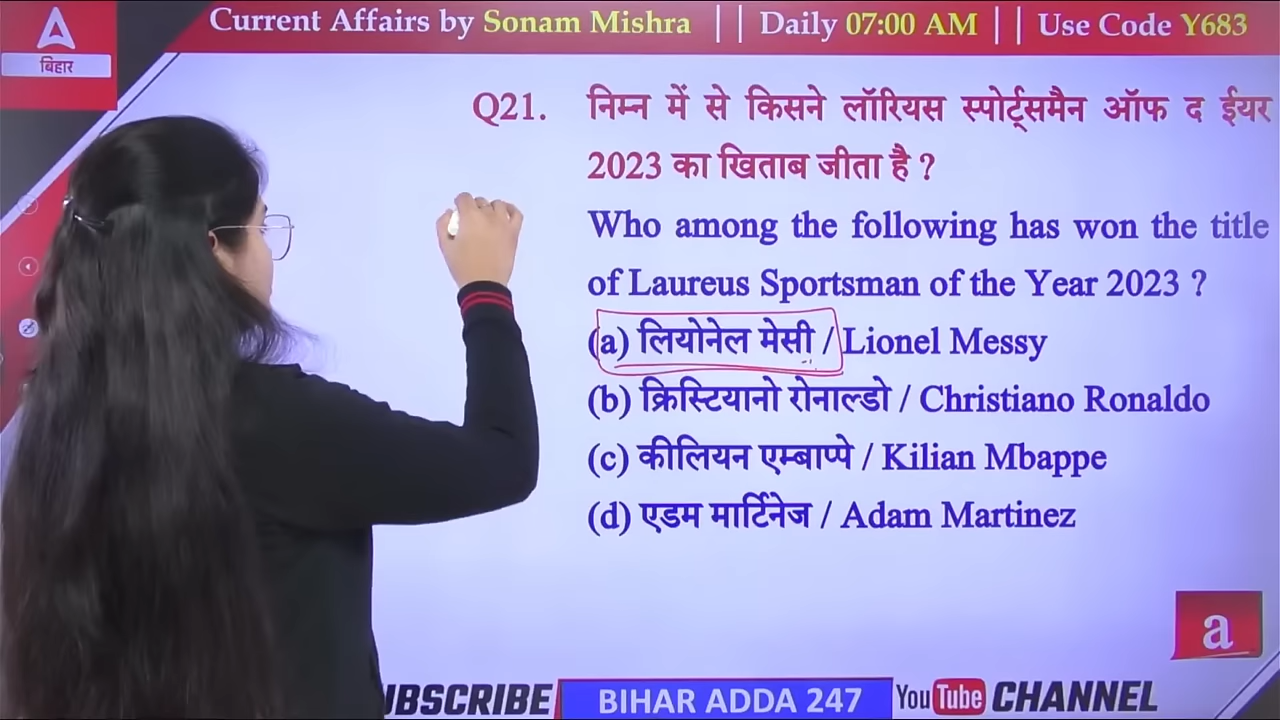 Current Affairs by Sonam Mishra || Daily 07:00 AM || Use Code Y683
बिहार
Q21. निम्न में से किसने लॉरियस स्पोर्ट्समैन ऑफ द ईयर
2023 का खिताब जीता है ?
Who among the following has won the title
of Laureus Sportsman of the Year 2023 ?
(a) लियोनेल मेसी / Lionel Messy
(b) क्रिस्टियानो रोनाल्डो / Christiano Ronaldo
(c) कीलियन एम्बाप्पे / Kilian Mbappe
(d) एडम मार्टिनेज / Adam Martinez
a
UBSCRIBE BIHAR ADDA 247 YouTube CHANNEL